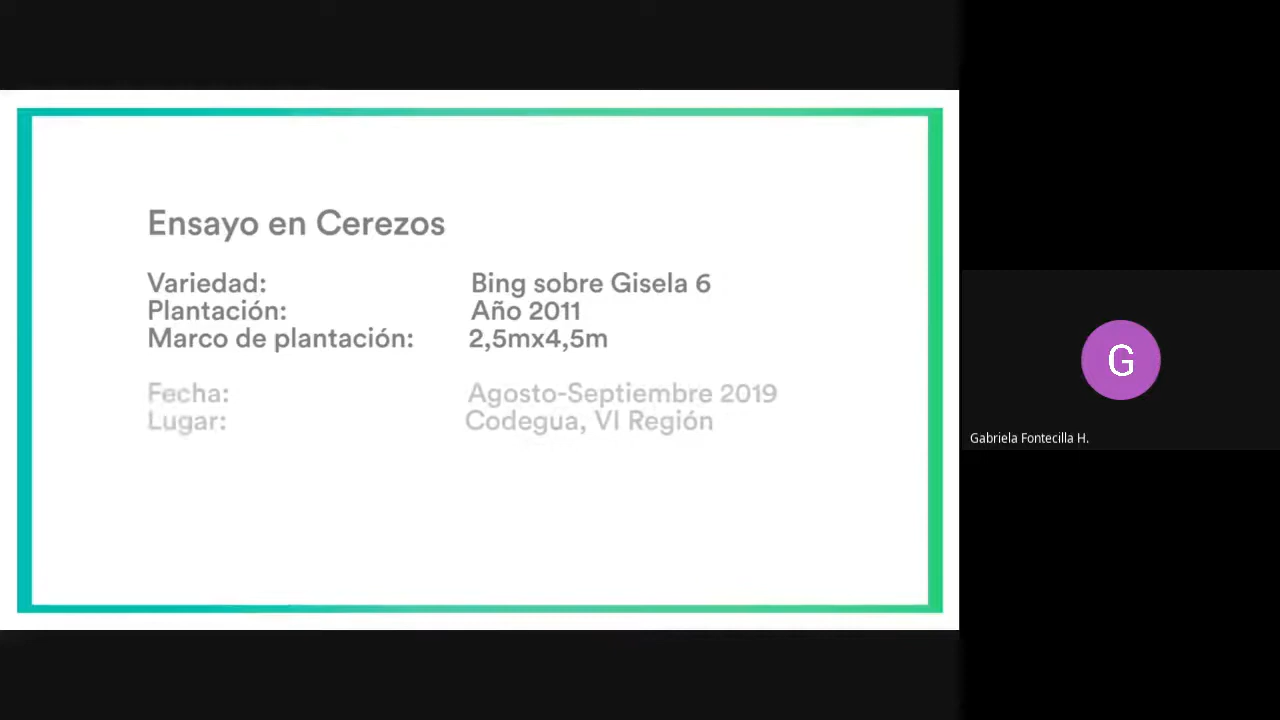 Ensayo en Cerezos
Variedad: Bing sobre Gisela 6
Plantación: Año 2011
Marco de plantación: 2,5mx4,5m
Fecha: Agosto-Septiembre 2019
Lugar: Codegua, VI Región
G
Gabriela Fontecilla H.